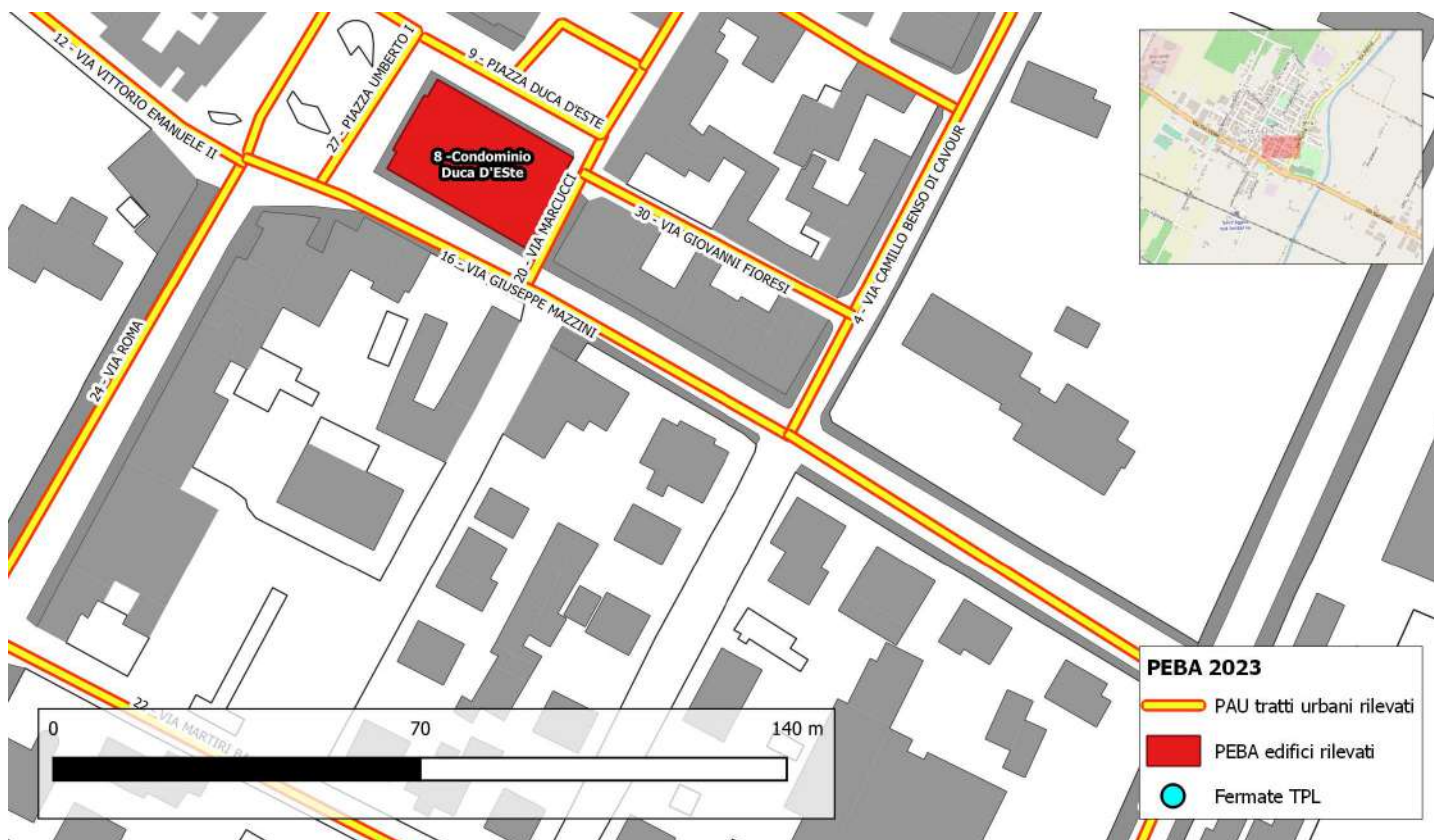 12 - VIA VITTORIO EMANUELE II
27 - PIAZZA UMBERTO I
9 - PIAZZA DUCA D'ESTE
8 -Condominio
Duca D'ESte
20 - VIA MARCUCCI
30 - VIA GIOVANNI FIORESI
4 - VIA CAMILLO BENSO DI CAVOUR
16 - VIA GIUSEPPE MAZZINI
24 - VIA ROMA
22 - VIA MARTIRI
0
70
140 m
PEBA 2023
PAU tratti urbani rilevati
PEBA edifici rilevati
Fermate TPL